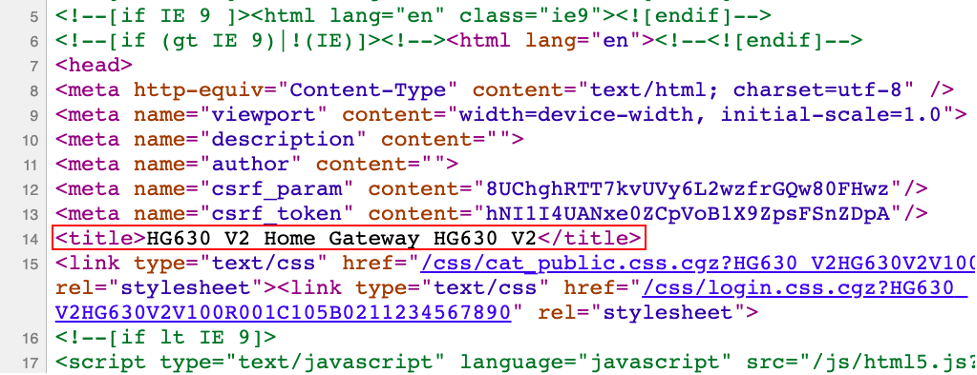 5 <!--[if IE 9 ]><html lang="en" class="ie9"><![endif]-->
6 <!--[if (gt IE 9)|!(IE)]><!--><html lang="en"><!--<![endif]-->
7 <head>
8 <meta http-equiv="Content-Type" content="text/html; charset=utf-8" />
9 <meta name="viewport" content="width=device-width, initial-scale=1.0">
10 <meta name="description" content="">
11 <meta name="author" content="">
12 <meta name="csrf_param" content="8UChghRTT7kvUVy6L2wzfrGQw80FHwz"/>
13 <meta name="csrf_token" content="hNI1I4UANxe0ZCpVoB1X9ZpsFSnZDpA"/>
14 <title>HG630 V2 Home Gateway HG630 V2</title>
15 <link type="text/css" href="/css/cat_public.css.cgz?HG630 V2HG630V2V100
rel="stylesheet"><link type="text/css" href="/css/login.css.cgz?HG630
V2HG630V2V100R001C105B0211234567890" rel="stylesheet">
16 <!--[if lt IE 9]>
17 <script type="text/javascript" language="javascript" src="/js/html5.js?